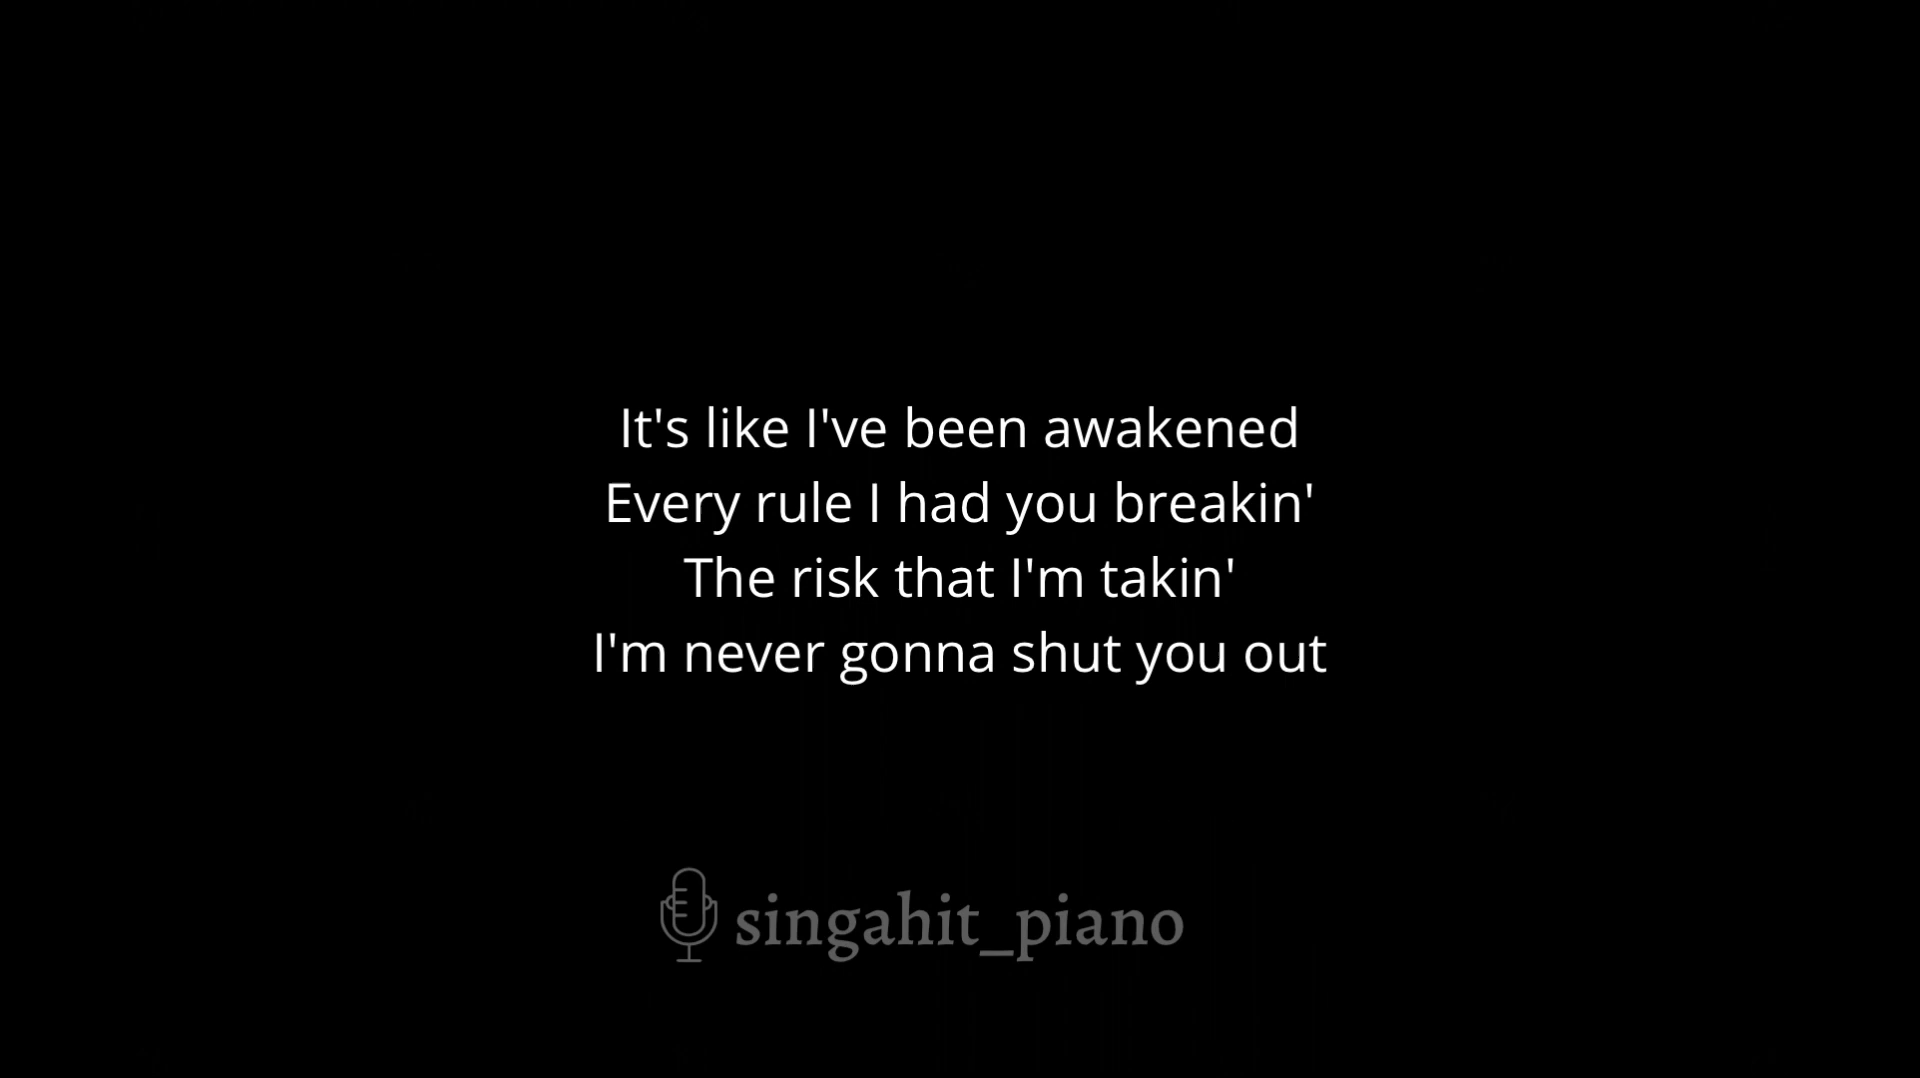 It's like I've been awakened
Every rule I had you breakin'
The risk that I'm takin'
I'm never gonna shut you out
singahit_piano